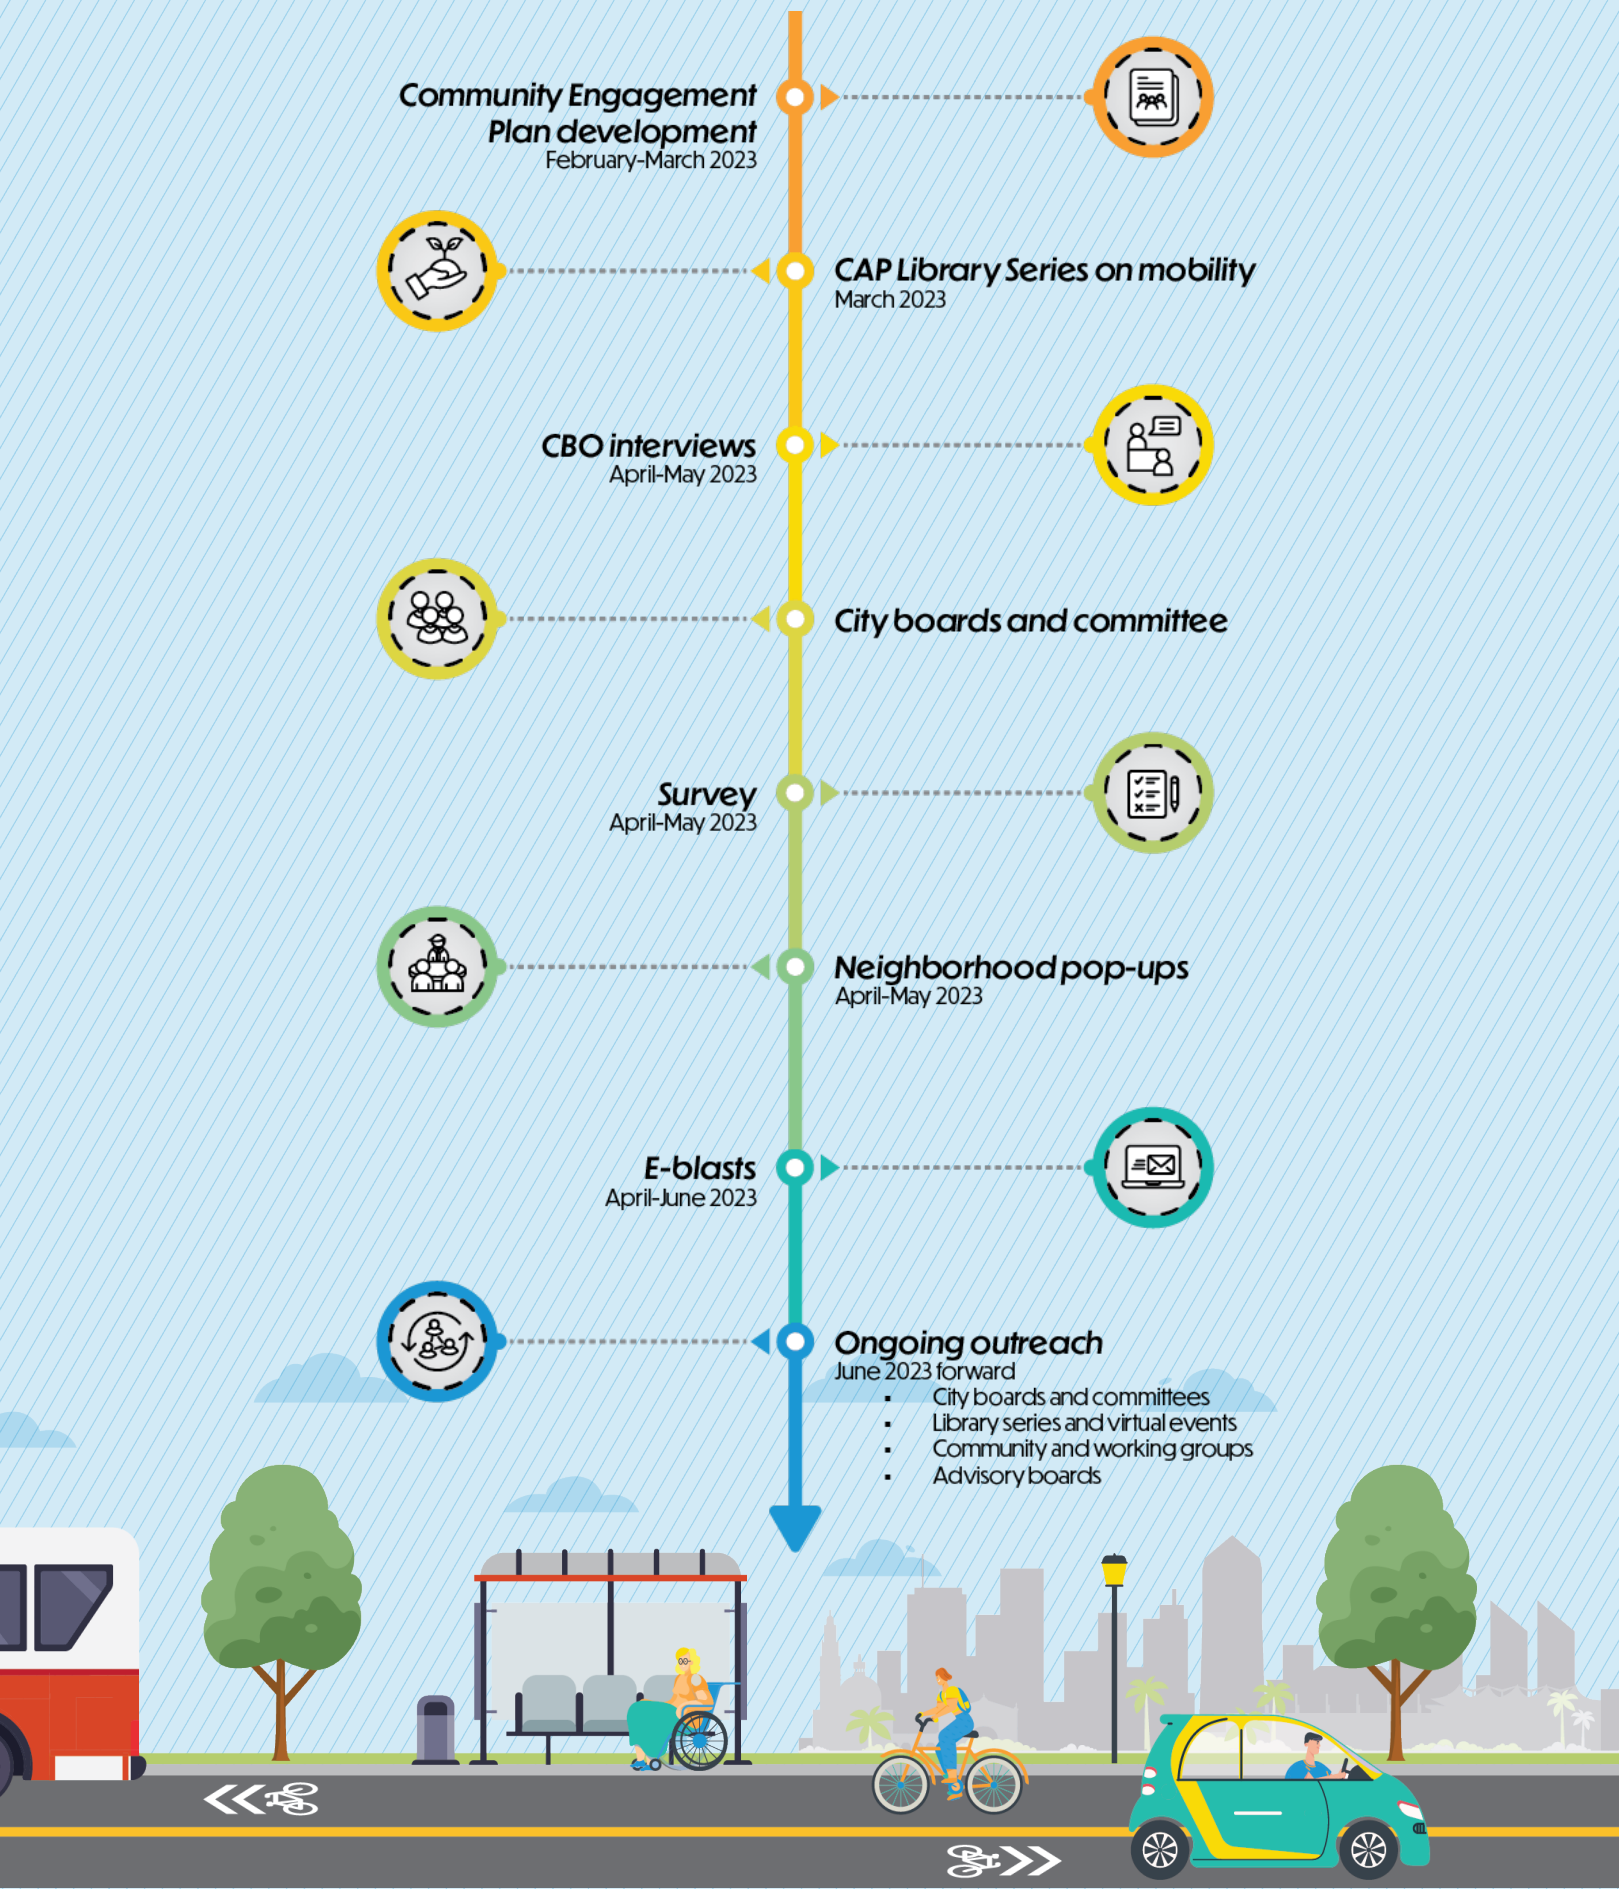 Community Engagement
Plan development
February-March 2023
CAP Library Series on mobility
March 2023
CBO interviews
April-May 2023
City boards and committee
Survey
April-May 2023
Neighborhood pop-ups
April-May 2023
E-blasts
April-June 2023
Ongoing outreach
June 2023 forward
▪ City boards and committees
▪ Library series and virtual events
▪ Community and working groups
▪ Advisory boards